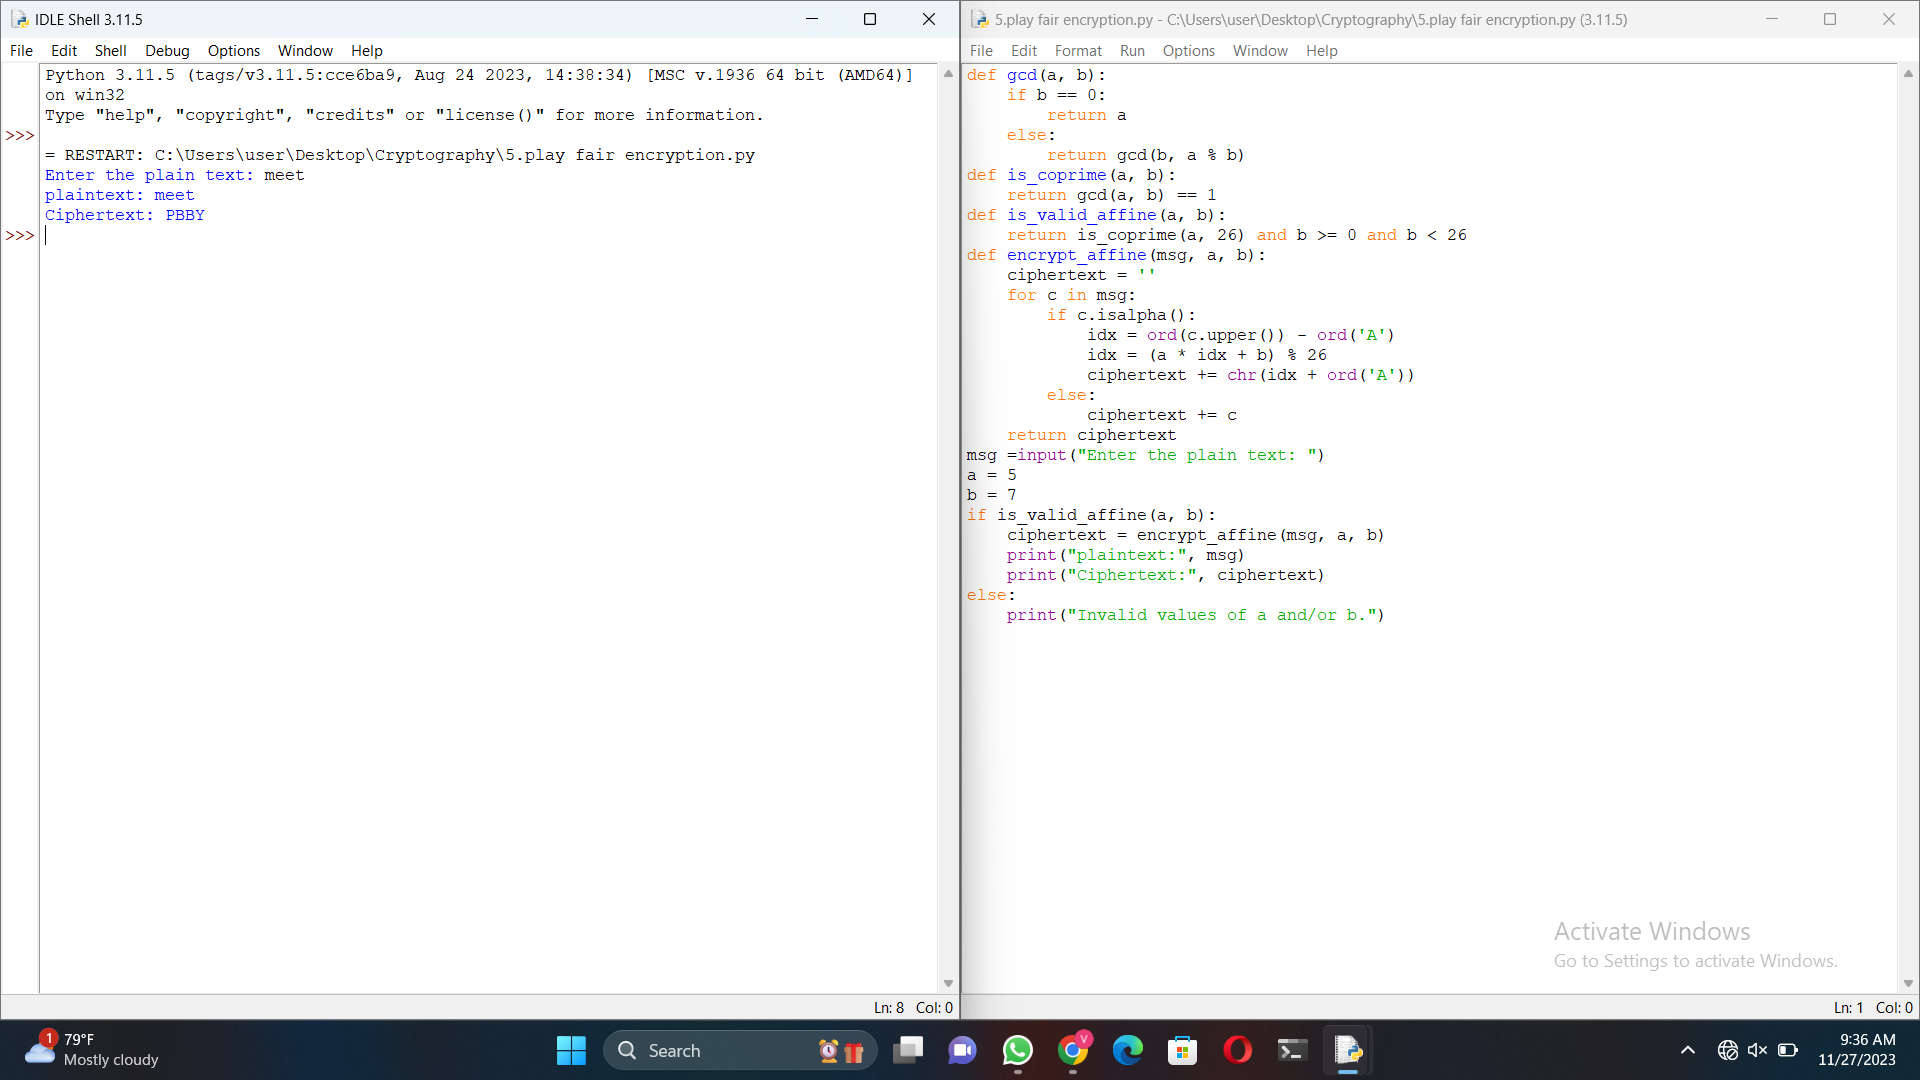 IDLE Shell 3.11.5
File Edit Shell Debug Options Window Help
Python 3.11.5 (tags/v3.11.5:cce6ba9, Aug 24 2023, 14:38:34) [MSC v.1936 64 bit (AMD64)]
on win32
Type "help", "copyright", "credits" or "license()" for more information.
>>>
= RESTART: C:\Users\user\Desktop\Cryptography\5.play fair encryption.py
Enter the plain text: meet
plaintext: meet
Ciphertext: PBBY
>>>
Ln: 8 Col: 0
5.play fair encryption.py - C:\Users\user\Desktop\Cryptography\5.play fair encryption.py (3.11.5)
File Edit Format Run Options Window Help
def gcd(a, b):
    if b == 0:
        return a
    else:
        return gcd(b, a % b)
def is_coprime(a, b):
    return gcd(a, b) == 1
def is_valid_affine(a, b):
    return is_coprime(a, 26) and b >= 0 and b < 26
def encrypt_affine(msg, a, b):
    ciphertext = ''
    for c in msg:
        if c.isalpha():
            idx = ord(c.upper()) - ord('A')
            idx = (a * idx + b) % 26
            ciphertext += chr(idx + ord('A'))
        else:
            ciphertext += c
    return ciphertext
msg =input("Enter the plain text: ")
a = 5
b = 7
if is_valid_affine(a, b):
    ciphertext = encrypt_affine(msg, a, b)
    print("plaintext:", msg)
    print("Ciphertext:", ciphertext)
else:
    print("Invalid values of a and/or b.")
Activate Windows
Go to Settings to activate Windows.
Ln: 1 Col: 0
1
79°F
Mostly cloudy
Search
V
9:36 AM
11/27/2023